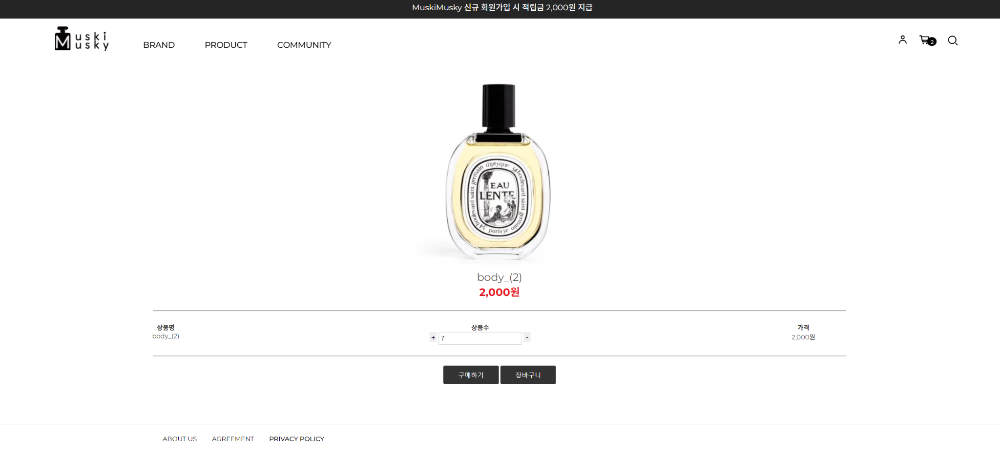 MuskiMusky 신규 회원가입 시 적립금 2,000원 지급
Muski
Musky
BRAND
PRODUCT
COMMUNITY
2
diptyque 34 boulevard saint germain paris5e 34 boulevard saint germain
L'EAU
LENTE
body_(2)
2,000원
상품명
body_(2)
상품수
+
7
-
가격
2,000원
구매하기
장바구니
ABOUT US
AGREEMENT
PRIVACY POLICY